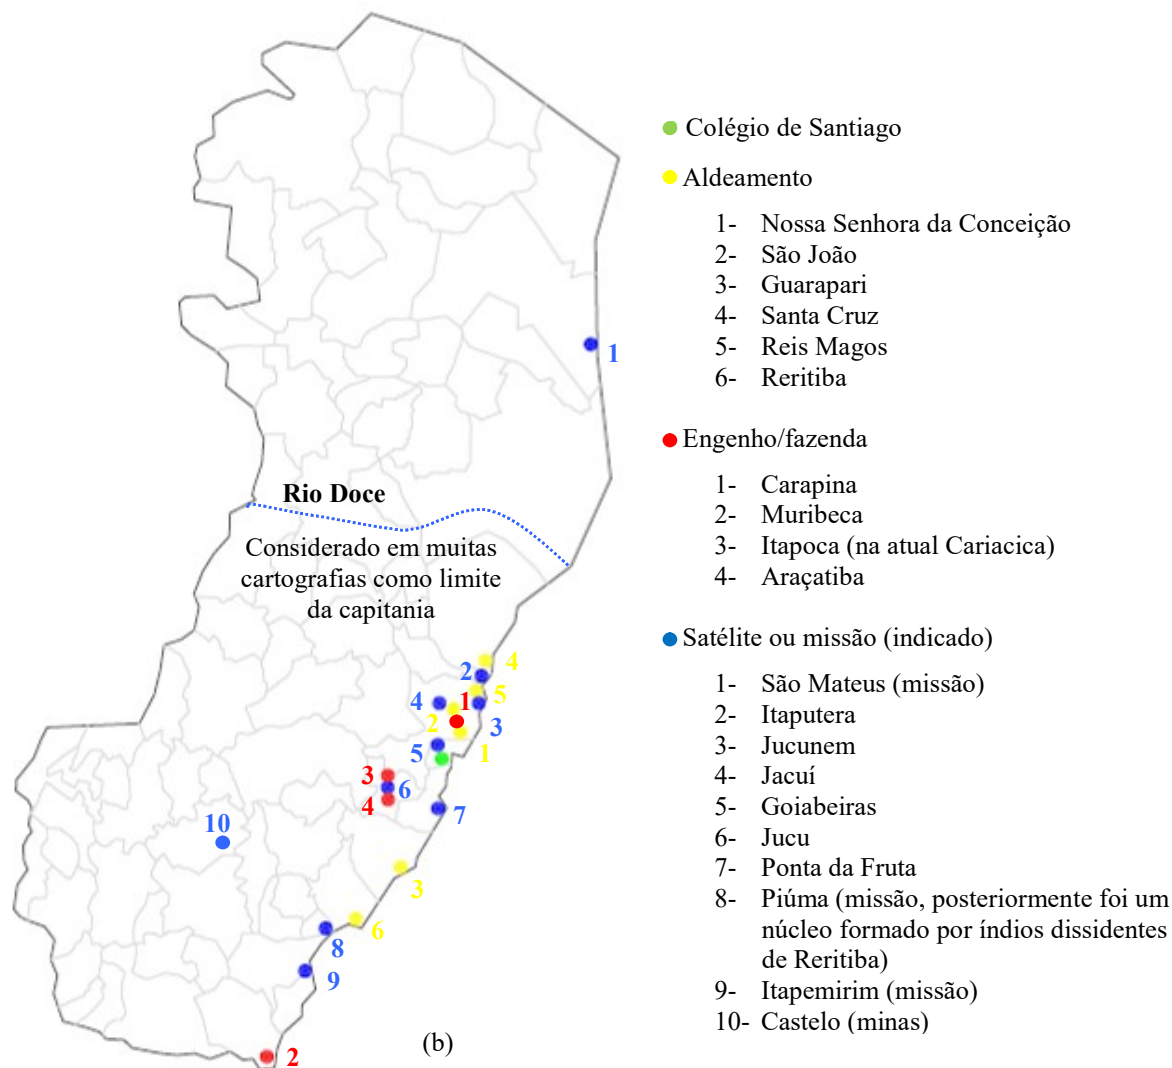 Colégio de Santiago
Aldeamento
1- Nossa Senhora da Conceição
2- São João
3- Guarapari
4- Santa Cruz
5- Reis Magos
6- Reritiba
Engenho/fazenda
1- Carapina
2- Muribeca
3- Itapoca (na atual Cariacica)
4- Araçatiba
Satélite ou missão (indicado)
1- São Mateus (missão)
2- Itaputera
3- Jucunem
4- Jacuí
5- Goiabeiras
6- Jucu
7- Ponta da Fruta
8- Piúma (missão, posteriormente foi um
núcleo formado por índios dissidentes
de Reritiba)
9- Itapemirim (missão)
10- Castelo (minas)
1
Rio Doce
Considerado em muitas
cartografias como limite
da capitania
4
2
5
4
1
2
3
1
5
3
6
4
7
10
3
6
8
9
2
(b)